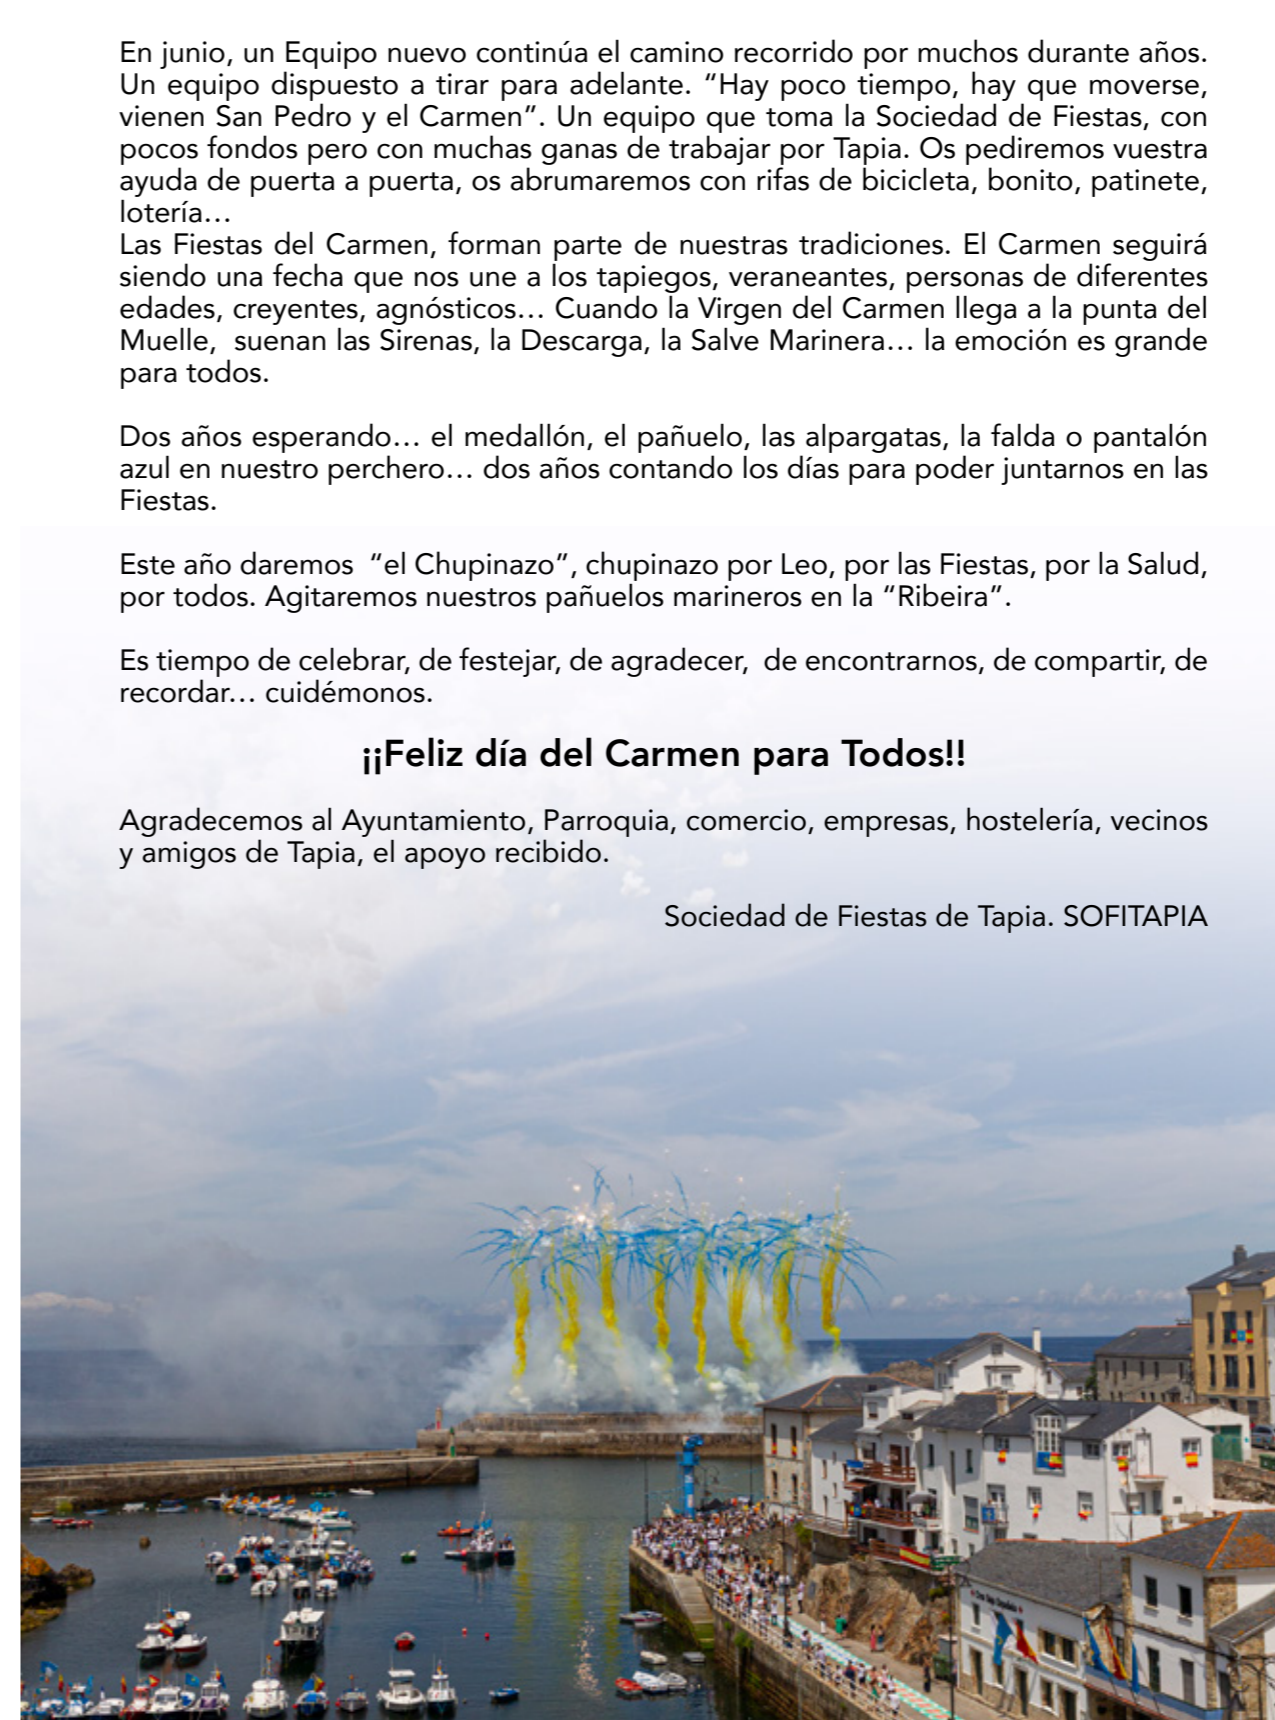 En junio, un Equipo nuevo continúa el camino recorrido por muchos durante años.
Un equipo dispuesto a tirar para adelante. “Hay poco tiempo, hay que moverse,
vienen San Pedro y el Carmen”. Un equipo que toma la Sociedad de Fiestas, con
pocos fondos pero con muchas ganas de trabajar por Tapia. Os pediremos vuestra
ayuda de puerta a puerta, os abrumaremos con rifas de bicicleta, bonito, patinete,
lotería…
Las Fiestas del Carmen, forman parte de nuestras tradiciones. El Carmen seguirá
siendo una fecha que nos une a los tapiegos, veraneantes, personas de diferentes
edades, creyentes, agnósticos… Cuando la Virgen del Carmen llega a la punta del
Muelle, suenan las Sirenas, la Descarga, la Salve Marinera… la emoción es grande
para todos.
Dos años esperando… el medallón, el pañuelo, las alpargatas, la falda o pantalón
azul en nuestro perchero… dos años contando los días para poder juntarnos en las
Fiestas.
Este año daremos “el Chupinazo”, chupinazo por Leo, por las Fiestas, por la Salud,
por todos. Agitaremos nuestros pañuelos marineros en la “Ribeira”.
Es tiempo de celebrar, de festejar, de agradecer, de encontrarnos, de compartir, de
recordar… cuidémonos.
¡¡Feliz día del Carmen para Todos!!
Agradecemos al Ayuntamiento, Parroquia, comercio, empresas, hostelería, vecinos
y amigos de Tapia, el apoyo recibido.
Sociedad de Fiestas de Tapia. SOFITAPIA